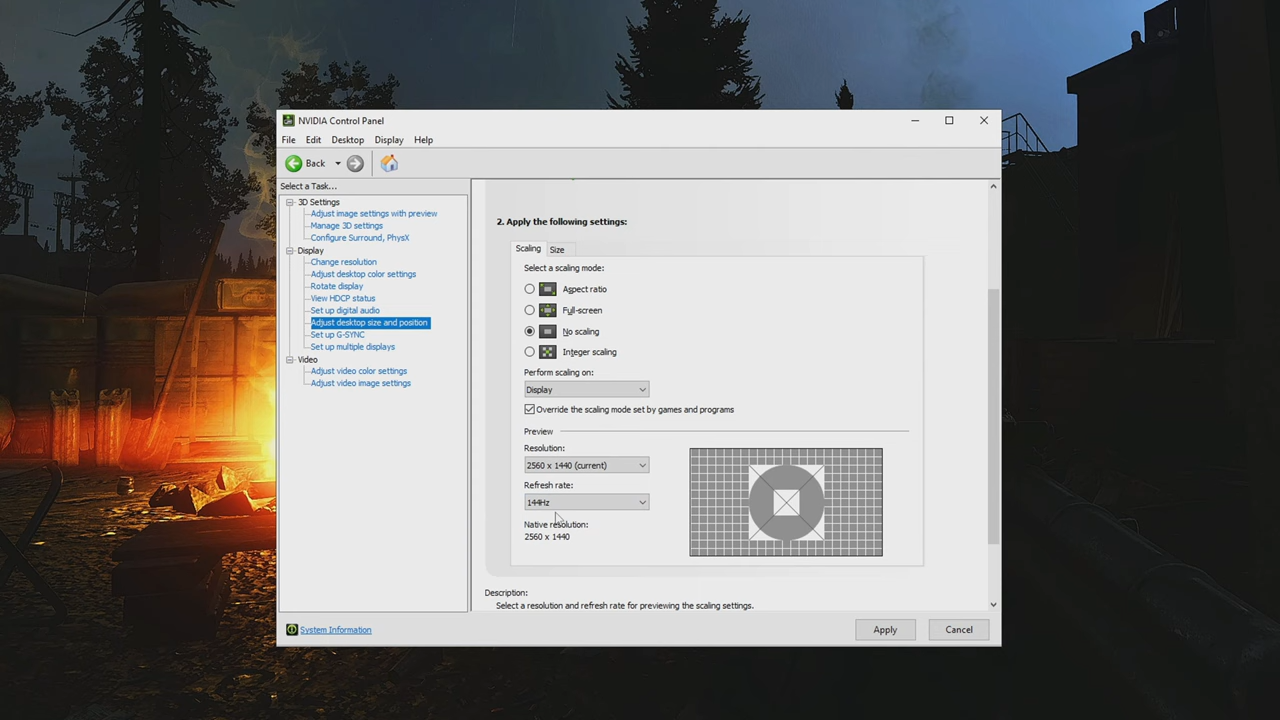 NVIDIA Control Panel
File Edit Desktop Display Help
Back
Select a Task...
3D Settings
Adjust image settings with preview
Manage 3D settings
Configure Surround, PhysX
Display
Change resolution
Adjust desktop color settings
Rotate display
View HDCP status
Set up digital audio
Adjust desktop size and position
Set up G-SYNC
Set up multiple displays
Video
Adjust video color settings
Adjust video image settings
2. Apply the following settings:
Scaling Size
Select a scaling mode:
Aspect ratio
Full-screen
No scaling
Integer scaling
Perform scaling on:
Display
Override the scaling mode set by games and programs
Preview
Resolution:
2560 x 1440 (current)
Refresh rate:
144Hz
Native resolution:
2560 x 1440
Description:
Select a resolution and refresh rate for previewing the scaling settings.
System Information
Apply Cancel